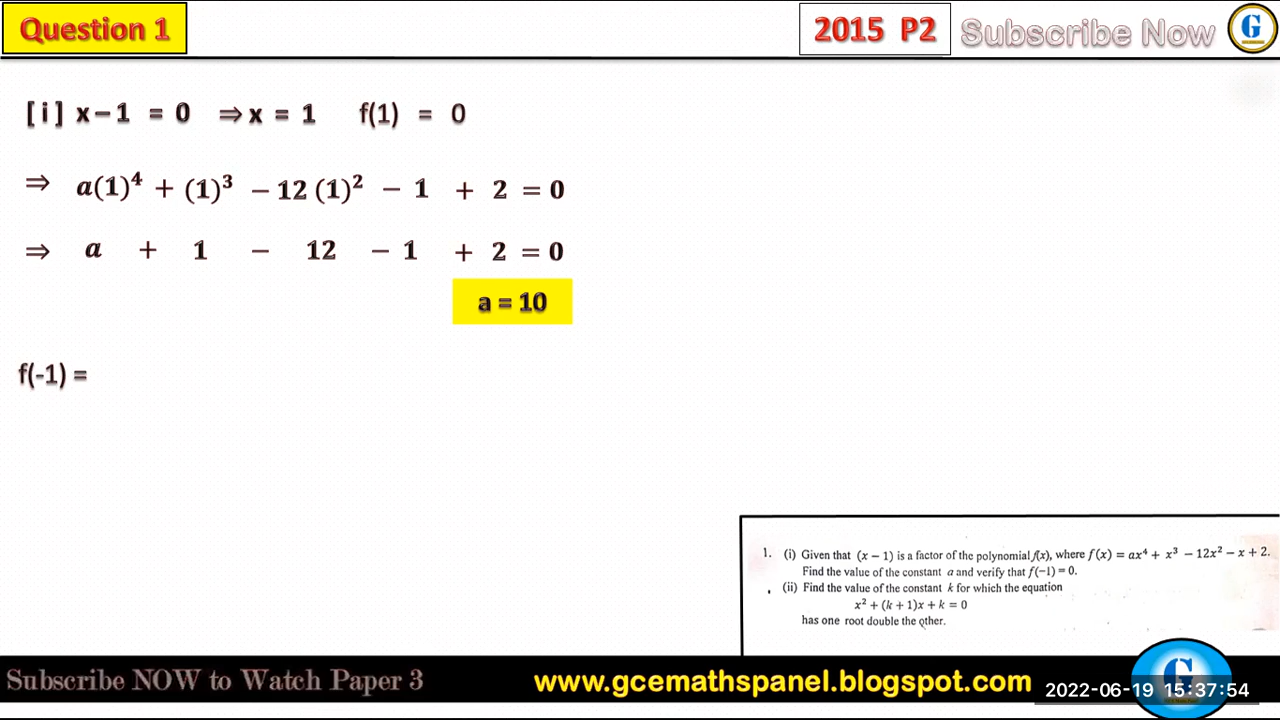 Question 1
2015 P2 Subscribe Now G
[i] x − 1 = 0 ⇒ x = 1 f(1) = 0
⇒ a(1)⁴ + (1)³ − 12 (1)² − 1 + 2 = 0
⇒ a + 1 − 12 − 1 + 2 = 0
a = 10
f(-1) =
1. (i) Given that (x − 1) is a factor of the polynomial f(x), where f(x) = ax⁴ + x³ − 12x² − x + 2.
Find the value of the constant a and verify that f(−1) = 0.
(ii) Find the value of the constant k for which the equation
x² + (k + 1)x + k = 0
has one root double the other.
Subscribe NOW to Watch Paper 3 www.gcemathspanel.blogspot.com G
2022-06-19 15:37:54